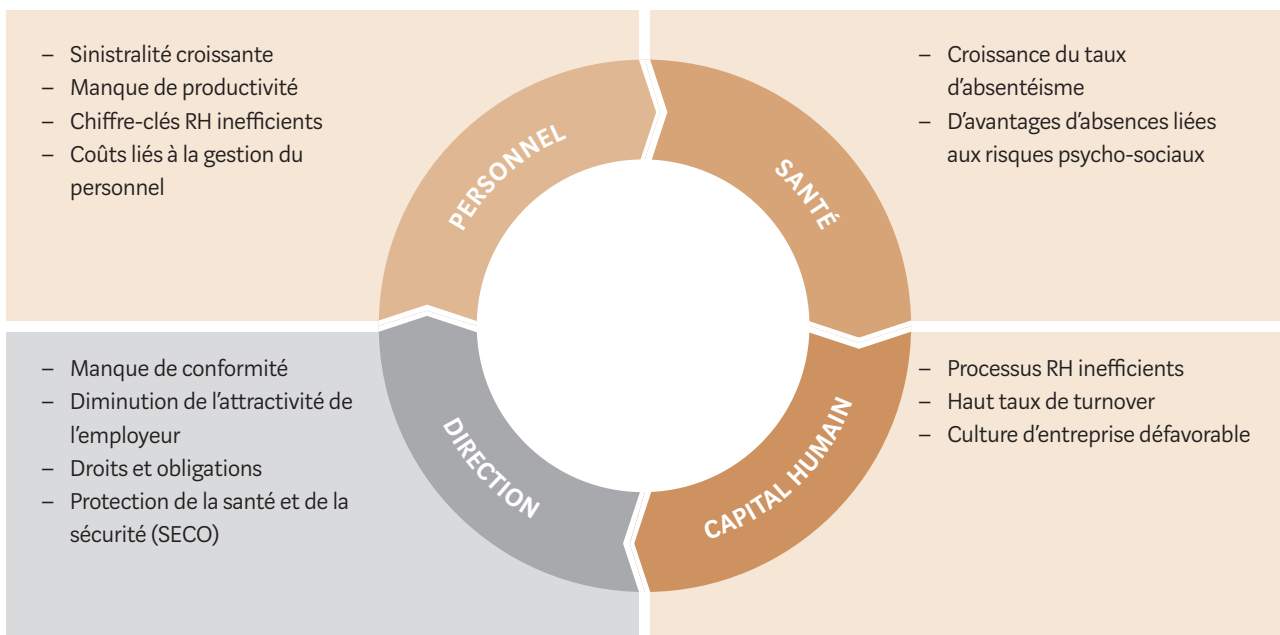 – Sinistralité croissante
– Manque de productivité
– Chiffre-clés RH inefficients
– Coûts liés à la gestion du
personnel
PERSONNEL
SANTÉ
– Croissance du taux
d'absentéisme
– D'avantages d'absences liées
aux risques psycho-sociaux
– Manque de conformité
– Diminution de l'attractivité de
l'employeur
– Droits et obligations
– Protection de la santé et de la
sécurité (SECO)
DIRECTION
CAPITAL HUMAIN
– Processus RH inefficients
– Haut taux de turnover
– Culture d'entreprise défavorable